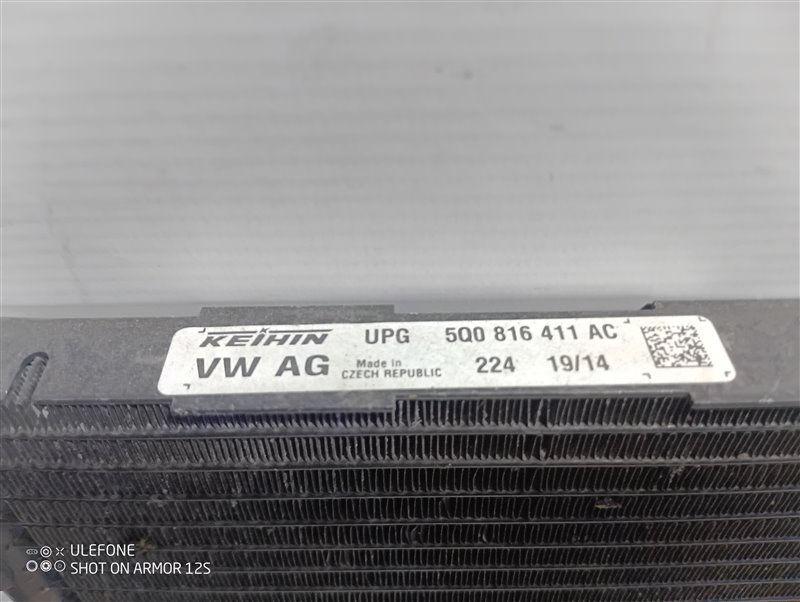 KEIHIN UPG 5Q0 816 411 AC
VW AG Made in CZECH REPUBLIC 224 19/14
ULEFONE
SHOT ON ARMOR 12S